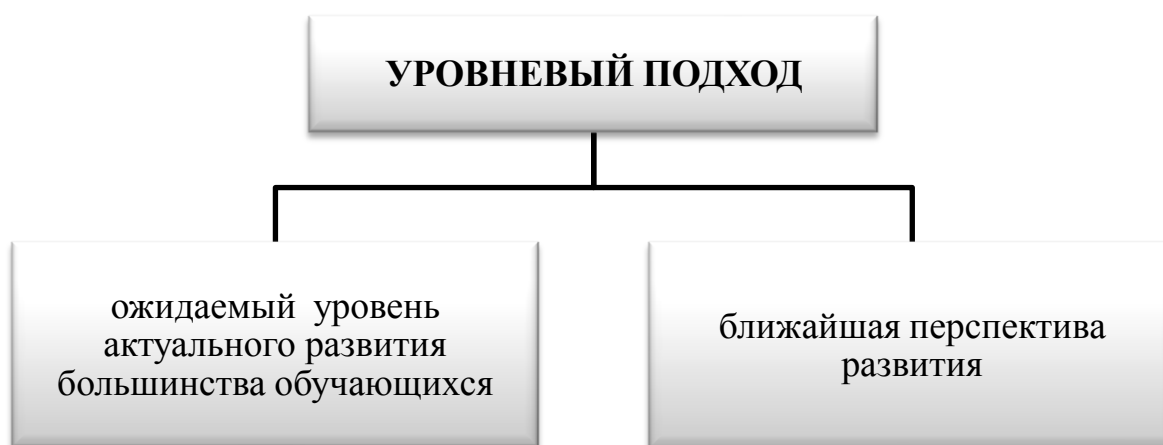 УРОВНЕВЫЙ ПОДХОД
ожидаемый уровень
актуального развития
большинства обучающихся
ближайшая перспектива
развития